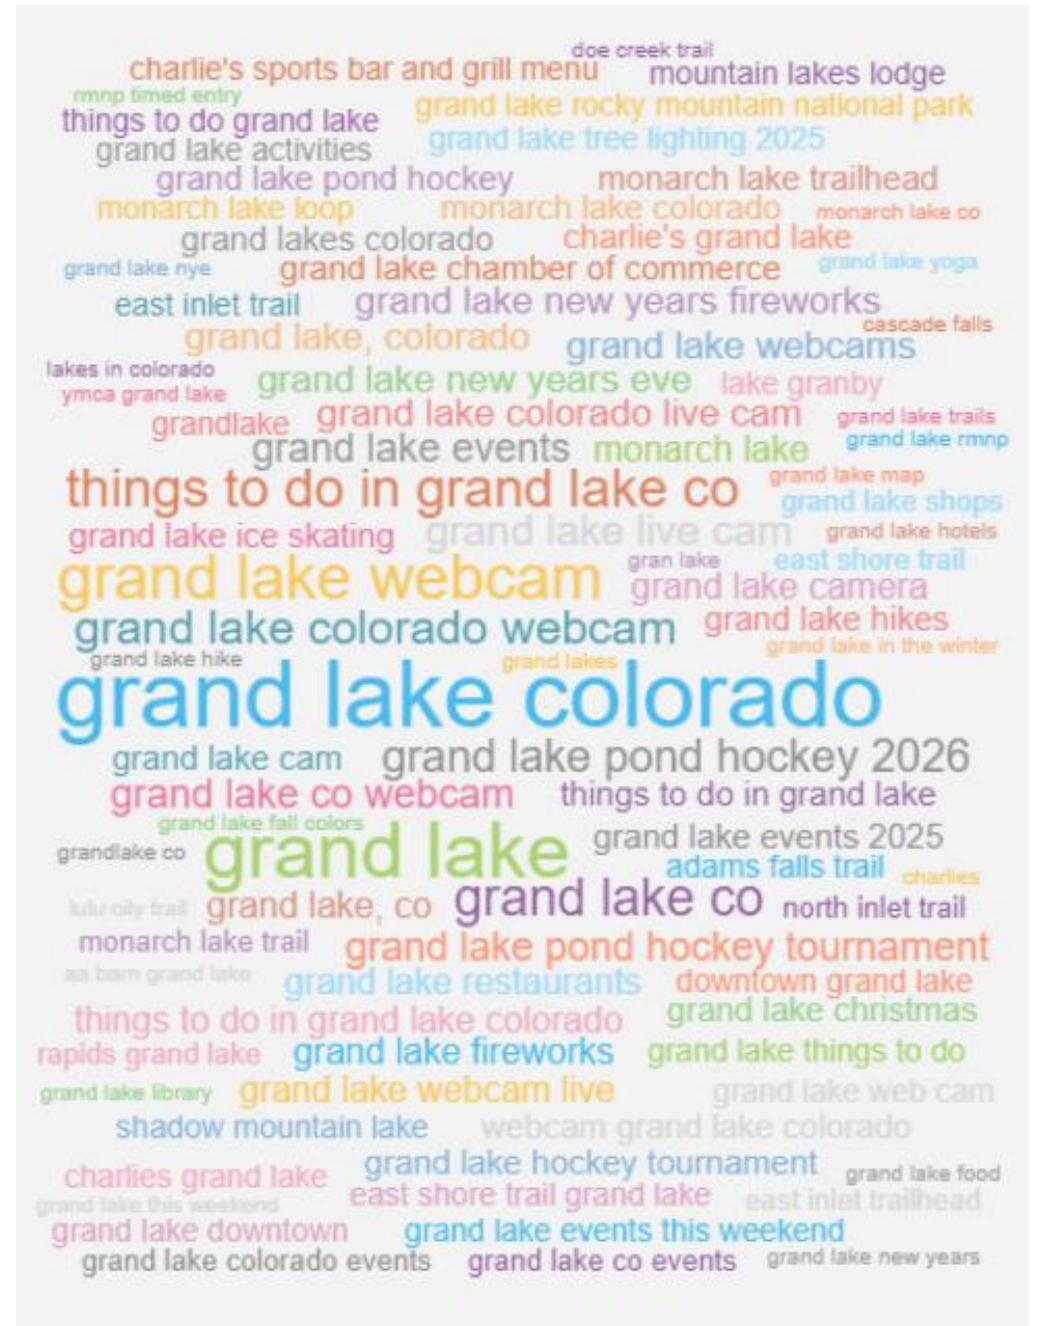 doe creek trail
charlie's sports bar and grill menu mountain lakes lodge
rmnp timed entry grand lake rocky mountain national park
things to do grand lake
grand lake activities grand lake tree lighting 2025
grand lake pond hockey monarch lake trailhead
monarch lake loop monarch lake colorado monarch lake co
grand lakes colorado charlie's grand lake
grand lake nye grand lake chamber of commerce grand lake yoga
east inlet trail grand lake new years fireworks
cascade falls
grand lake, colorado grand lake webcams
lakes in colorado grand lake new years eve lake granby
ymca grand lake
grandlake grand lake colorado live cam grand lake trails
grand lake events monarch lake grand lake rmnp
things to do in grand lake co grand lake map
grand lake shops
grand lake ice skating grand lake live cam grand lake hotels
grand lake webcam gran lake east shore trail
grand lake camera
grand lake colorado webcam grand lake hikes
grand lake in the winter
grand lake hike grand lakes
grand lake colorado
grand lake cam grand lake pond hockey 2026
grand lake co webcam things to do in grand lake
grand lake fall colors
grandlake co grand lake grand lake events 2025
adams falls trail charlies
lulu city trail grand lake, co grand lake co north inlet trail
monarch lake trail grand lake pond hockey tournament
aa barn grand lake grand lake restaurants downtown grand lake
things to do in grand lake colorado grand lake christmas
rapids grand lake grand lake fireworks grand lake things to do
grand lake library grand lake webcam live grand lake web cam
shadow mountain lake webcam grand lake colorado
charlies grand lake grand lake hockey tournament grand lake food
grand lake this weekend east shore trail grand lake east inlet trailhead
grand lake downtown grand lake events this weekend
grand lake colorado events grand lake co events grand lake new years